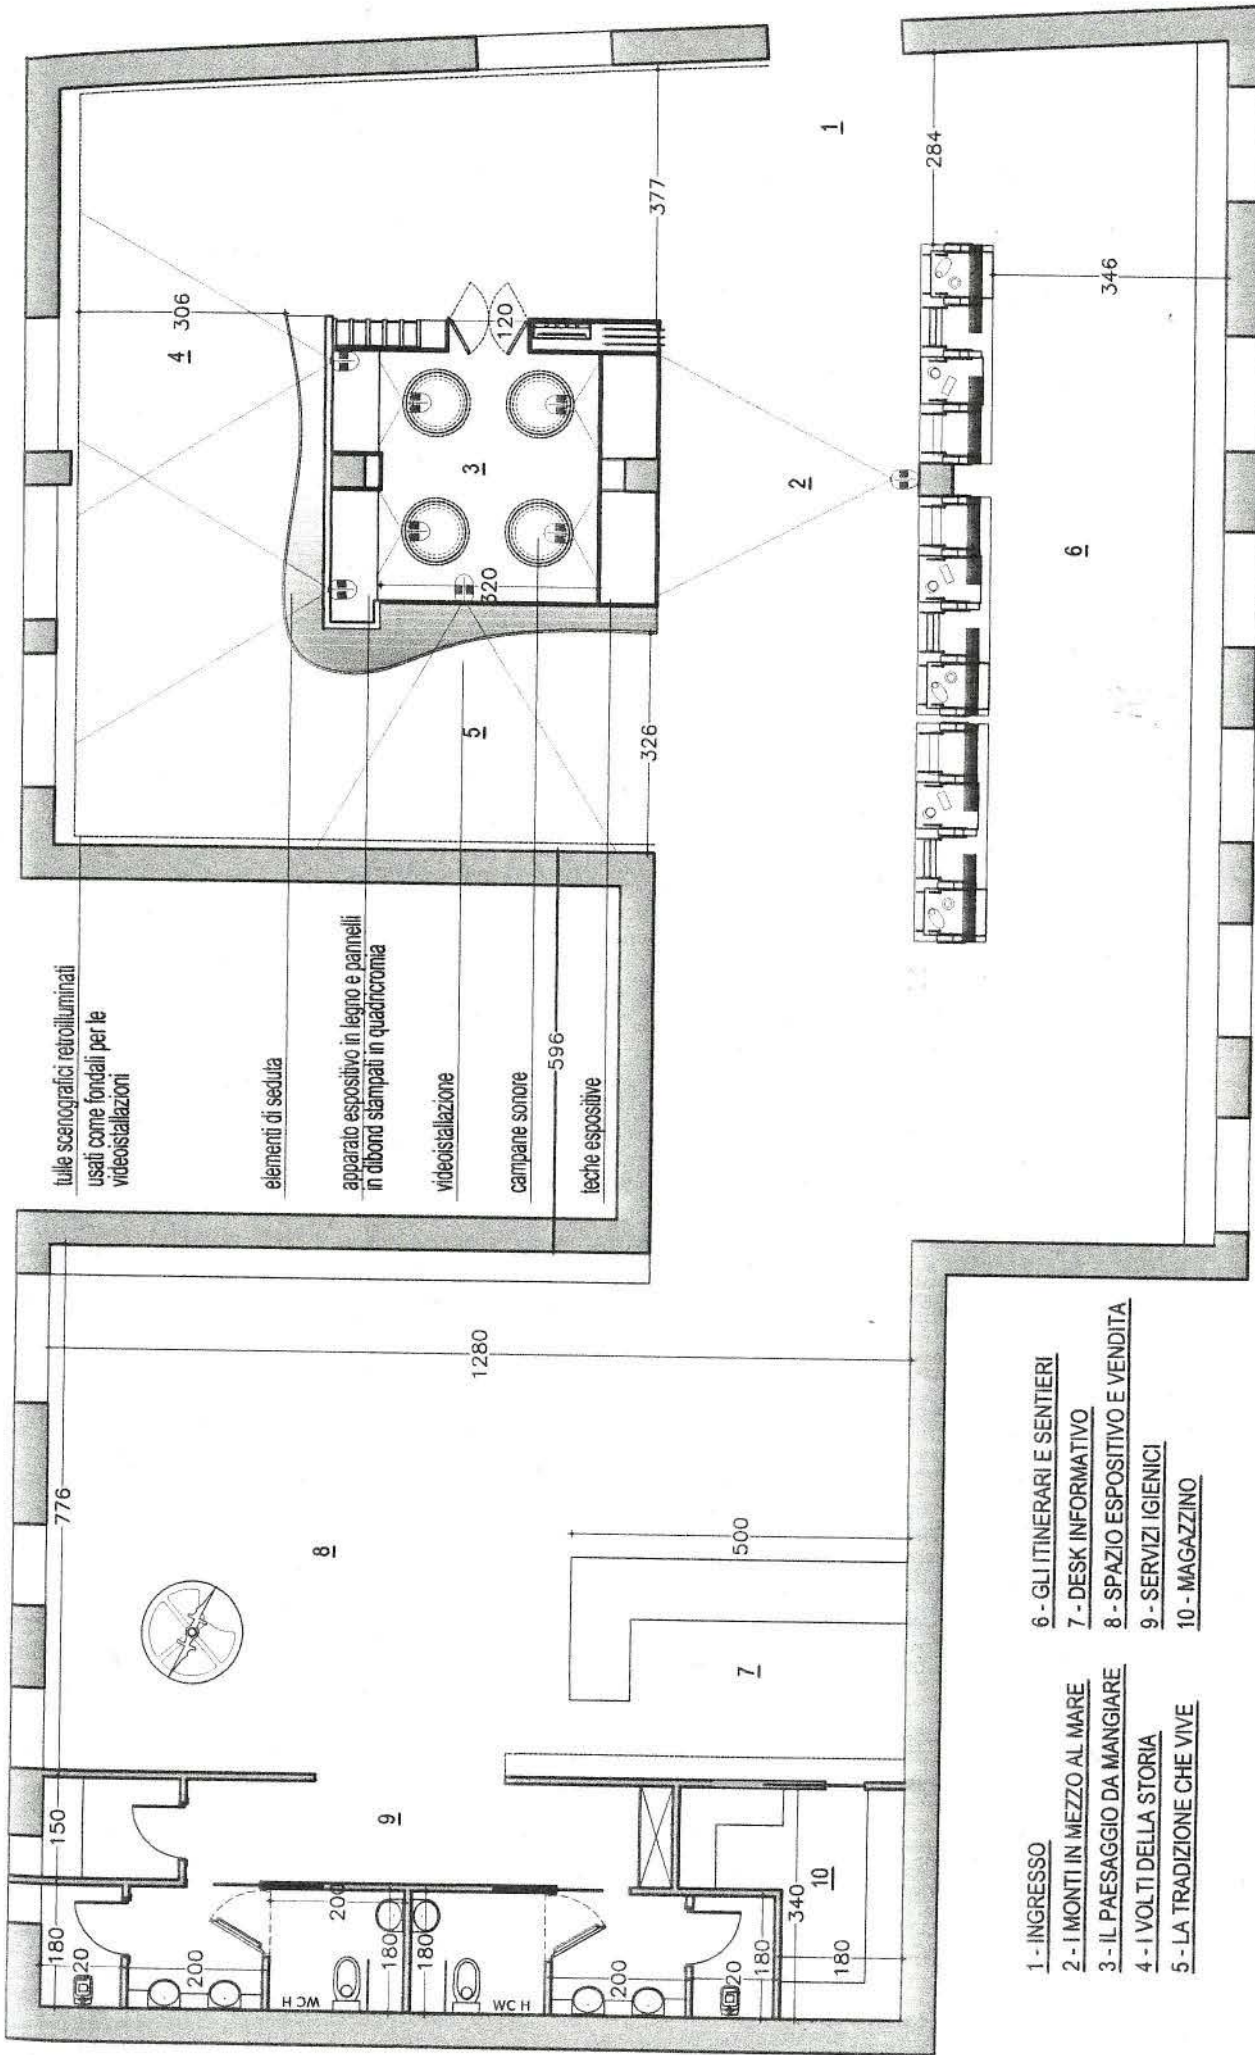 tulle scenografici retroilluminati
usati come fondali per le
videoistallazioni
elementi di seduta
apparato espositivo in legno e pannelli
in dibond stampati in quadricromia
videoistallazione
campane sonore
teche espositive
306
4
377
1
284
120
3
320
2
346
5
326
6
596
1280
776
8
500
7
150
9
180
20
200
WC H
200
180
180
WC H
200
20
180
340
10
180
1 - INGRESSO
2 - I MONTI IN MEZZO AL MARE
3 - IL PAESAGGIO DA MANGIARE
4 - I VOLTI DELLA STORIA
5 - LA TRADIZIONE CHE VIVE
6 - GLI ITINERARI E SENTIERI
7 - DESK INFORMATIVO
8 - SPAZIO ESPOSITIVO E VENDITA
9 - SERVIZI IGIENICI
10 - MAGAZZINO